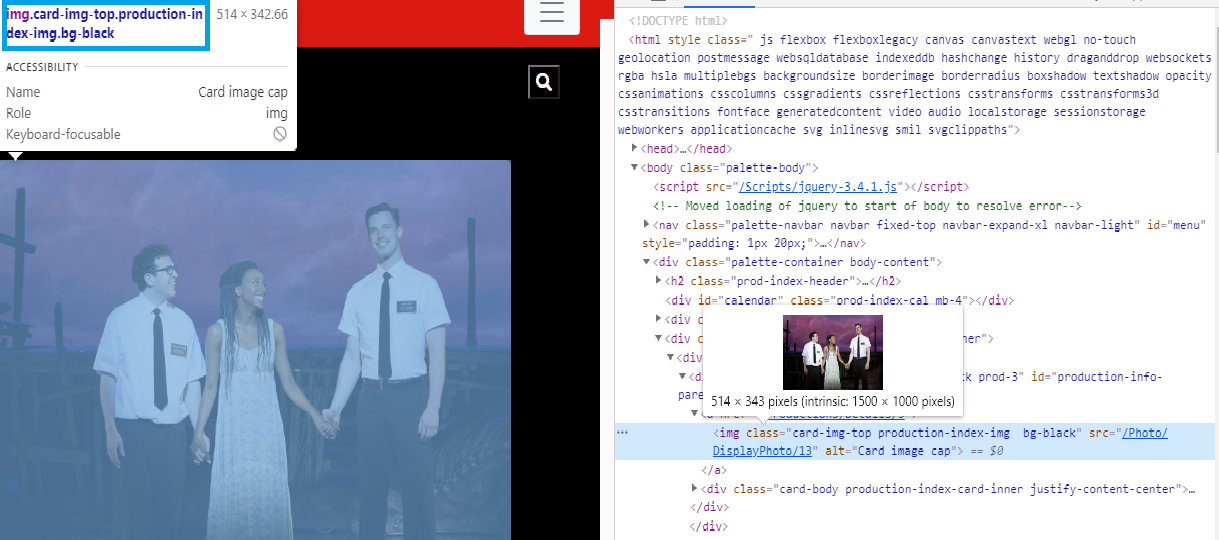 img.card-img-top.production-in
dex-img.bg-black
514 × 342.66
ACCESSIBILITY
Name Card image cap
Role img
Keyboard-focusable
<!DOCTYPE html>
<html style class=" js flexbox flexboxlegacy canvas canvastext webgl no-touch
geolocation postmessage websqldatabase indexeddb hashchange history draganddrop websockets
rgba hsla multiplebgs backgroundsize borderimage borderradius boxshadow textshadow opacity
cssanimations csscolumns cssgradients cssreflections csstransforms csstransforms3d
csstransitions fontface generatedcontent video audio localstorage sessionstorage
webworkers applicationcache svg inlinesvg smil svgclippaths">
<head>…</head>
<body class="palette-body">
<script src="/Scripts/jquery-3.4.1.js"></script>
<!-- Moved loading of jquery to start of body to resolve error-->
<nav class="palette-navbar navbar fixed-top navbar-expand-xl navbar-light" id="menu"
style="padding: 1px 20px;">…</nav>
<div class="palette-container body-content">
<h2 class="prod-index-header">…</h2>
<div id="calendar" class="prod-index-cal mb-4"></div>
<div c
<div c ner">
<div
<di k prod-3" id="production-info-
pare
514 × 343 pixels (intrinsic: 1500 × 1000 pixels)
<img class="card-img-top production-index-img  bg-black" src="/Photo/
DisplayPhoto/13" alt="Card image cap"> == $0
</a>
<div class="card-body production-index-card-inner justify-content-center">…
</div>
</div>